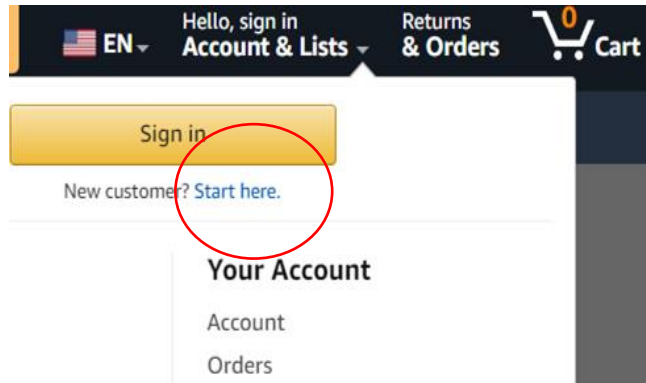 EN
Hello, sign in
Account & Lists
Returns
& Orders
0
Cart
Sign in
New customer? Start here.
Your Account
Account
Orders